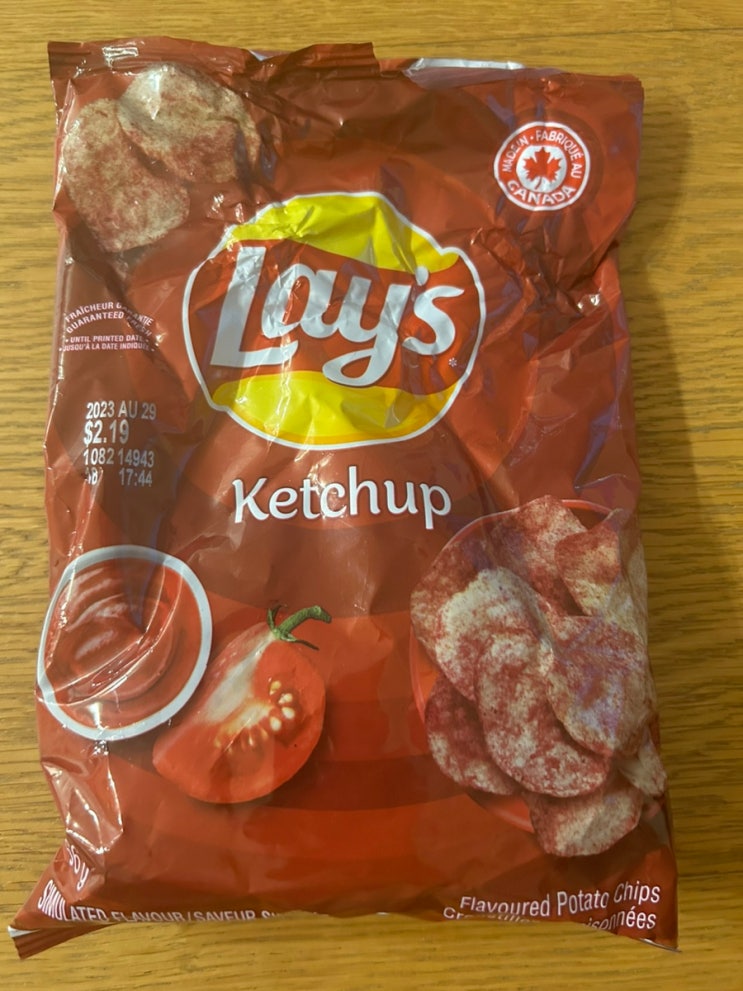 MADE IN • FABRIQUÉ AU
CANADA
Lay's
FRAÎCHEUR
GUARANTEED FRESH
• UNTIL PRINTED DATE •
JUSQU'À LA DATE INDIQUÉE
2023 AU 29
$2.19
1082 14943
17:44
Ketchup
SIMULATED FLAVOUR / SAVEUR
Flavoured Potato Chips